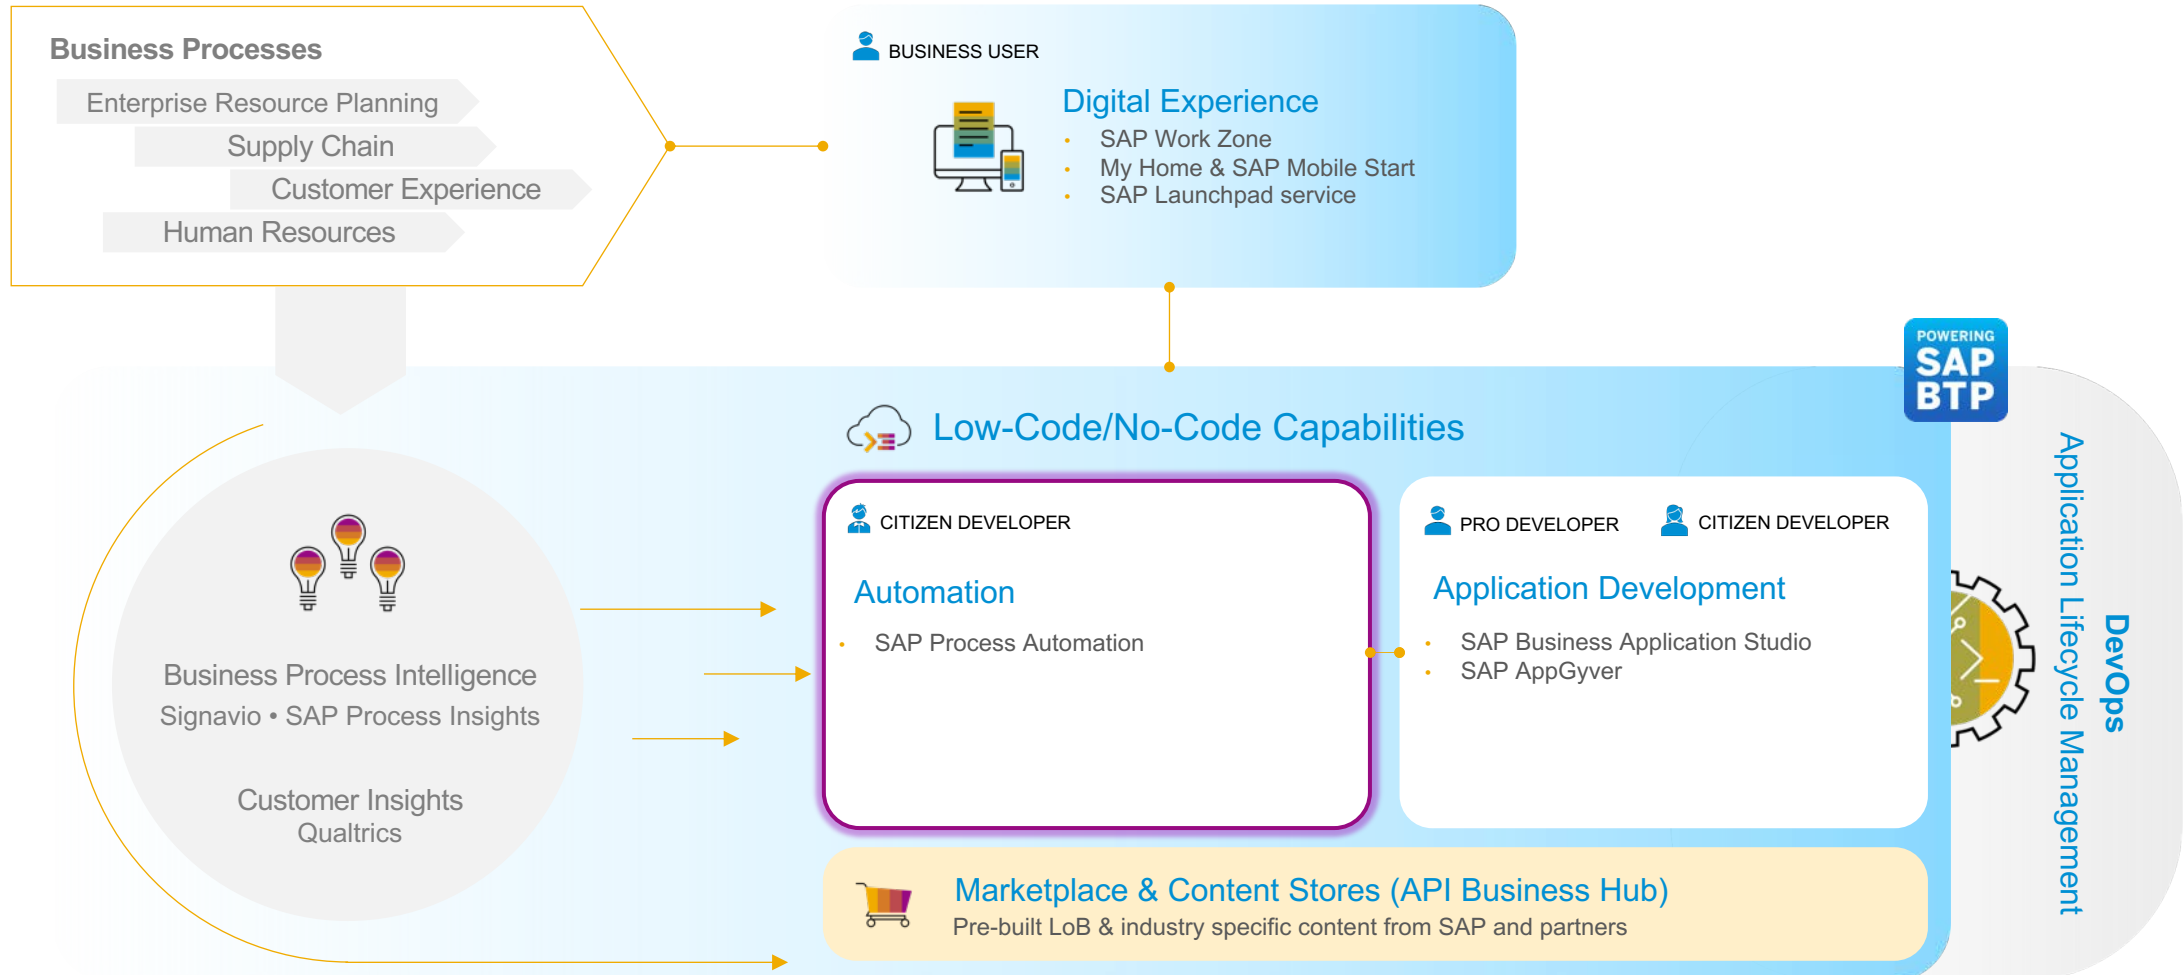 Business Processes
Enterprise Resource Planning
Supply Chain
Customer Experience
Human Resources
BUSINESS USER
Digital Experience
• SAP Work Zone
• My Home & SAP Mobile Start
• SAP Launchpad service
POWERING
SAP
BTP
Low-Code/No-Code Capabilities
Business Process Intelligence
Signavio • SAP Process Insights
Customer Insights
Qualtrics
CITIZEN DEVELOPER
Automation
• SAP Process Automation
PRO DEVELOPER
CITIZEN DEVELOPER
Application Development
• SAP Business Application Studio
• SAP AppGyver
Marketplace & Content Stores (API Business Hub)
Pre-built LoB & industry specific content from SAP and partners
DevOps
Application Lifecycle Management